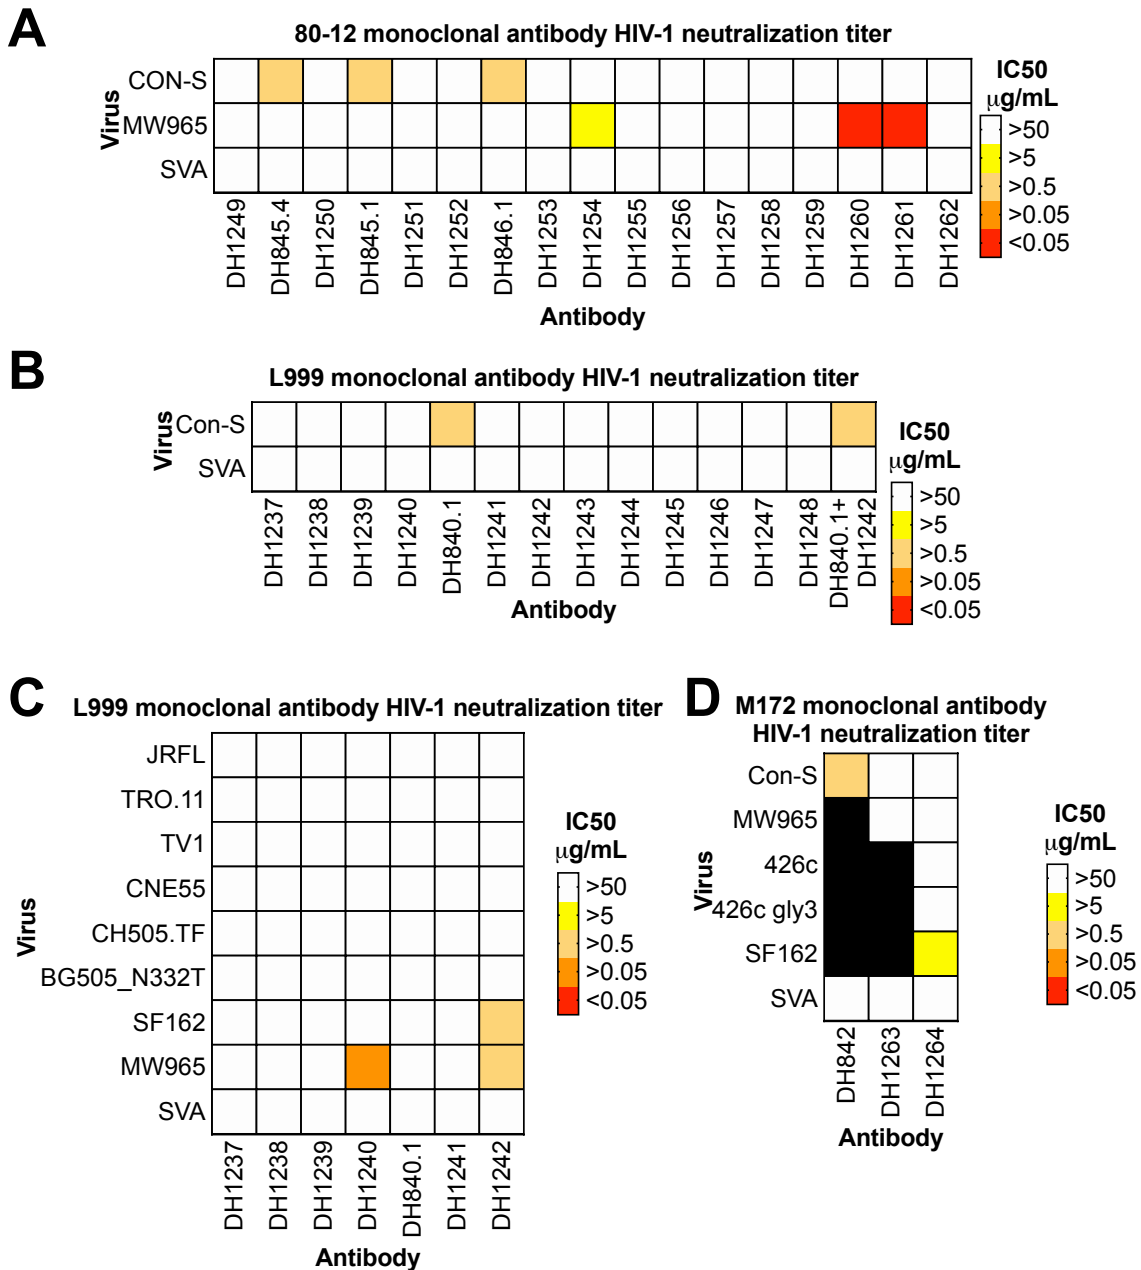 A
80-12 monoclonal antibody HIV-1 neutralization titer
Virus
CON-S
MW965
SVA
DH1249
DH845.4
DH1250
DH845.1
DH1251
DH1252
DH846.1
DH1253
DH1254
DH1255
DH1256
DH1257
DH1258
DH1259
DH1260
DH1261
DH1262
Antibody
IC50
μg/mL
>50
>5
>0.5
>0.05
<0.05
B
L999 monoclonal antibody HIV-1 neutralization titer
Virus
Con-S
SVA
DH1237
DH1238
DH1239
DH1240
DH840.1
DH1241
DH1242
DH1243
DH1244
DH1245
DH1246
DH1247
DH1248
DH840.1+
DH1242
Antibody
IC50
μg/mL
>50
>5
>0.5
>0.05
<0.05
C
L999 monoclonal antibody HIV-1 neutralization titer
Virus
JRFL
TRO.11
TV1
CNE55
CH505.TF
BG505_N332T
SF162
MW965
SVA
DH1237
DH1238
DH1239
DH1240
DH840.1
DH1241
DH1242
Antibody
IC50
μg/mL
>50
>5
>0.5
>0.05
<0.05
D
M172 monoclonal antibody
HIV-1 neutralization titer
Virus
Con-S
MW965
426c
426c gly3
SF162
SVA
DH842
DH1263
DH1264
Antibody
IC50
μg/mL
>50
>5
>0.5
>0.05
<0.05